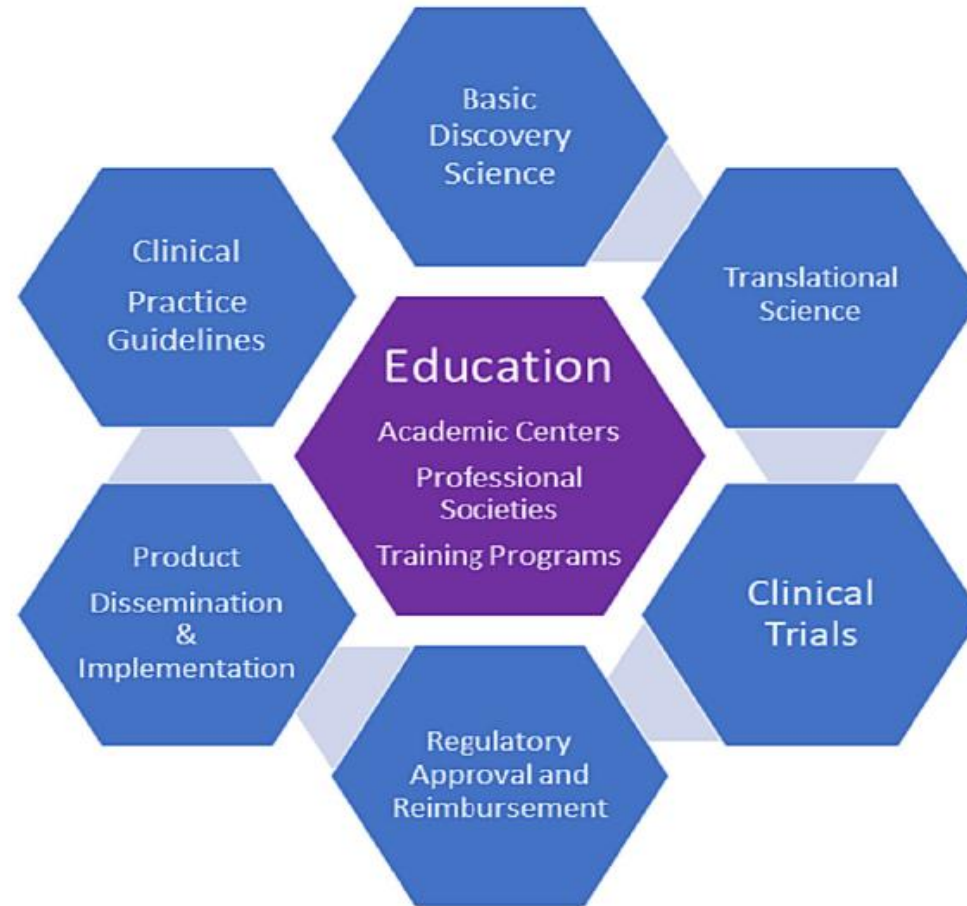 Basic
Discovery
Science
Translational
Science
Clinical
Trials
Regulatory
Approval and
Reimbursement
Product
Dissemination
&
Implementation
Clinical
Practice
Guidelines
Education
Academic Centers
Professional
Societies
Training Programs